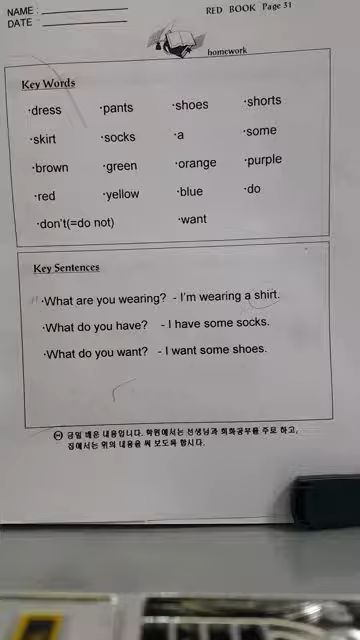 NAME :
RED BOOK Page 31
DATE :
homework
Key Words
·dress ·pants ·shoes ·shorts
·skirt ·socks ·a ·some
·brown ·green ·orange ·purple
·red ·yellow ·blue ·do
·don't(=do not) ·want
Key Sentences
·What are you wearing? - I'm wearing a shirt.
·What do you have? - I have some socks.
·What do you want? - I want some shoes.
금일 배운 내용입니다. 학원에서는 선생님과 회화공부를 주로 하고,
집에서는 위의 내용을 써 보도록 합시다.